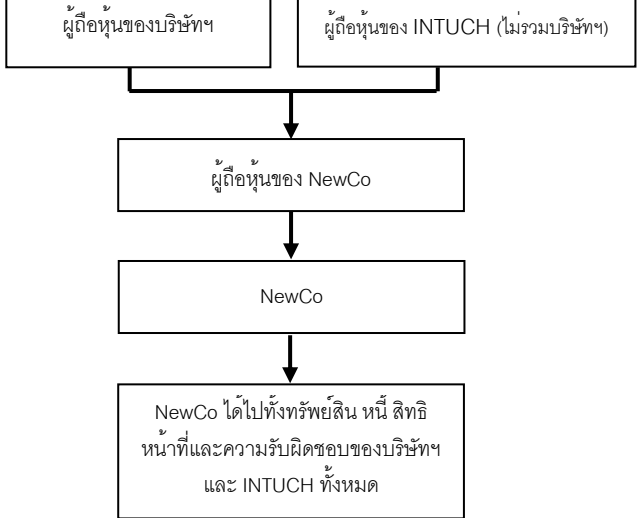 ผู้ถือหุ้นของบริษัทฯ
ผู้ถือหุ้นของ INTUCH (ไม่รวมบริษัทฯ)
ผู้ถือหุ้นของ NewCo
NewCo
NewCo ได้ไปทั้งทรัพย์สิน หนี้ สิทธิ
หน้าที่และความรับผิดชอบของบริษัทฯ
และ INTUCH ทั้งหมด